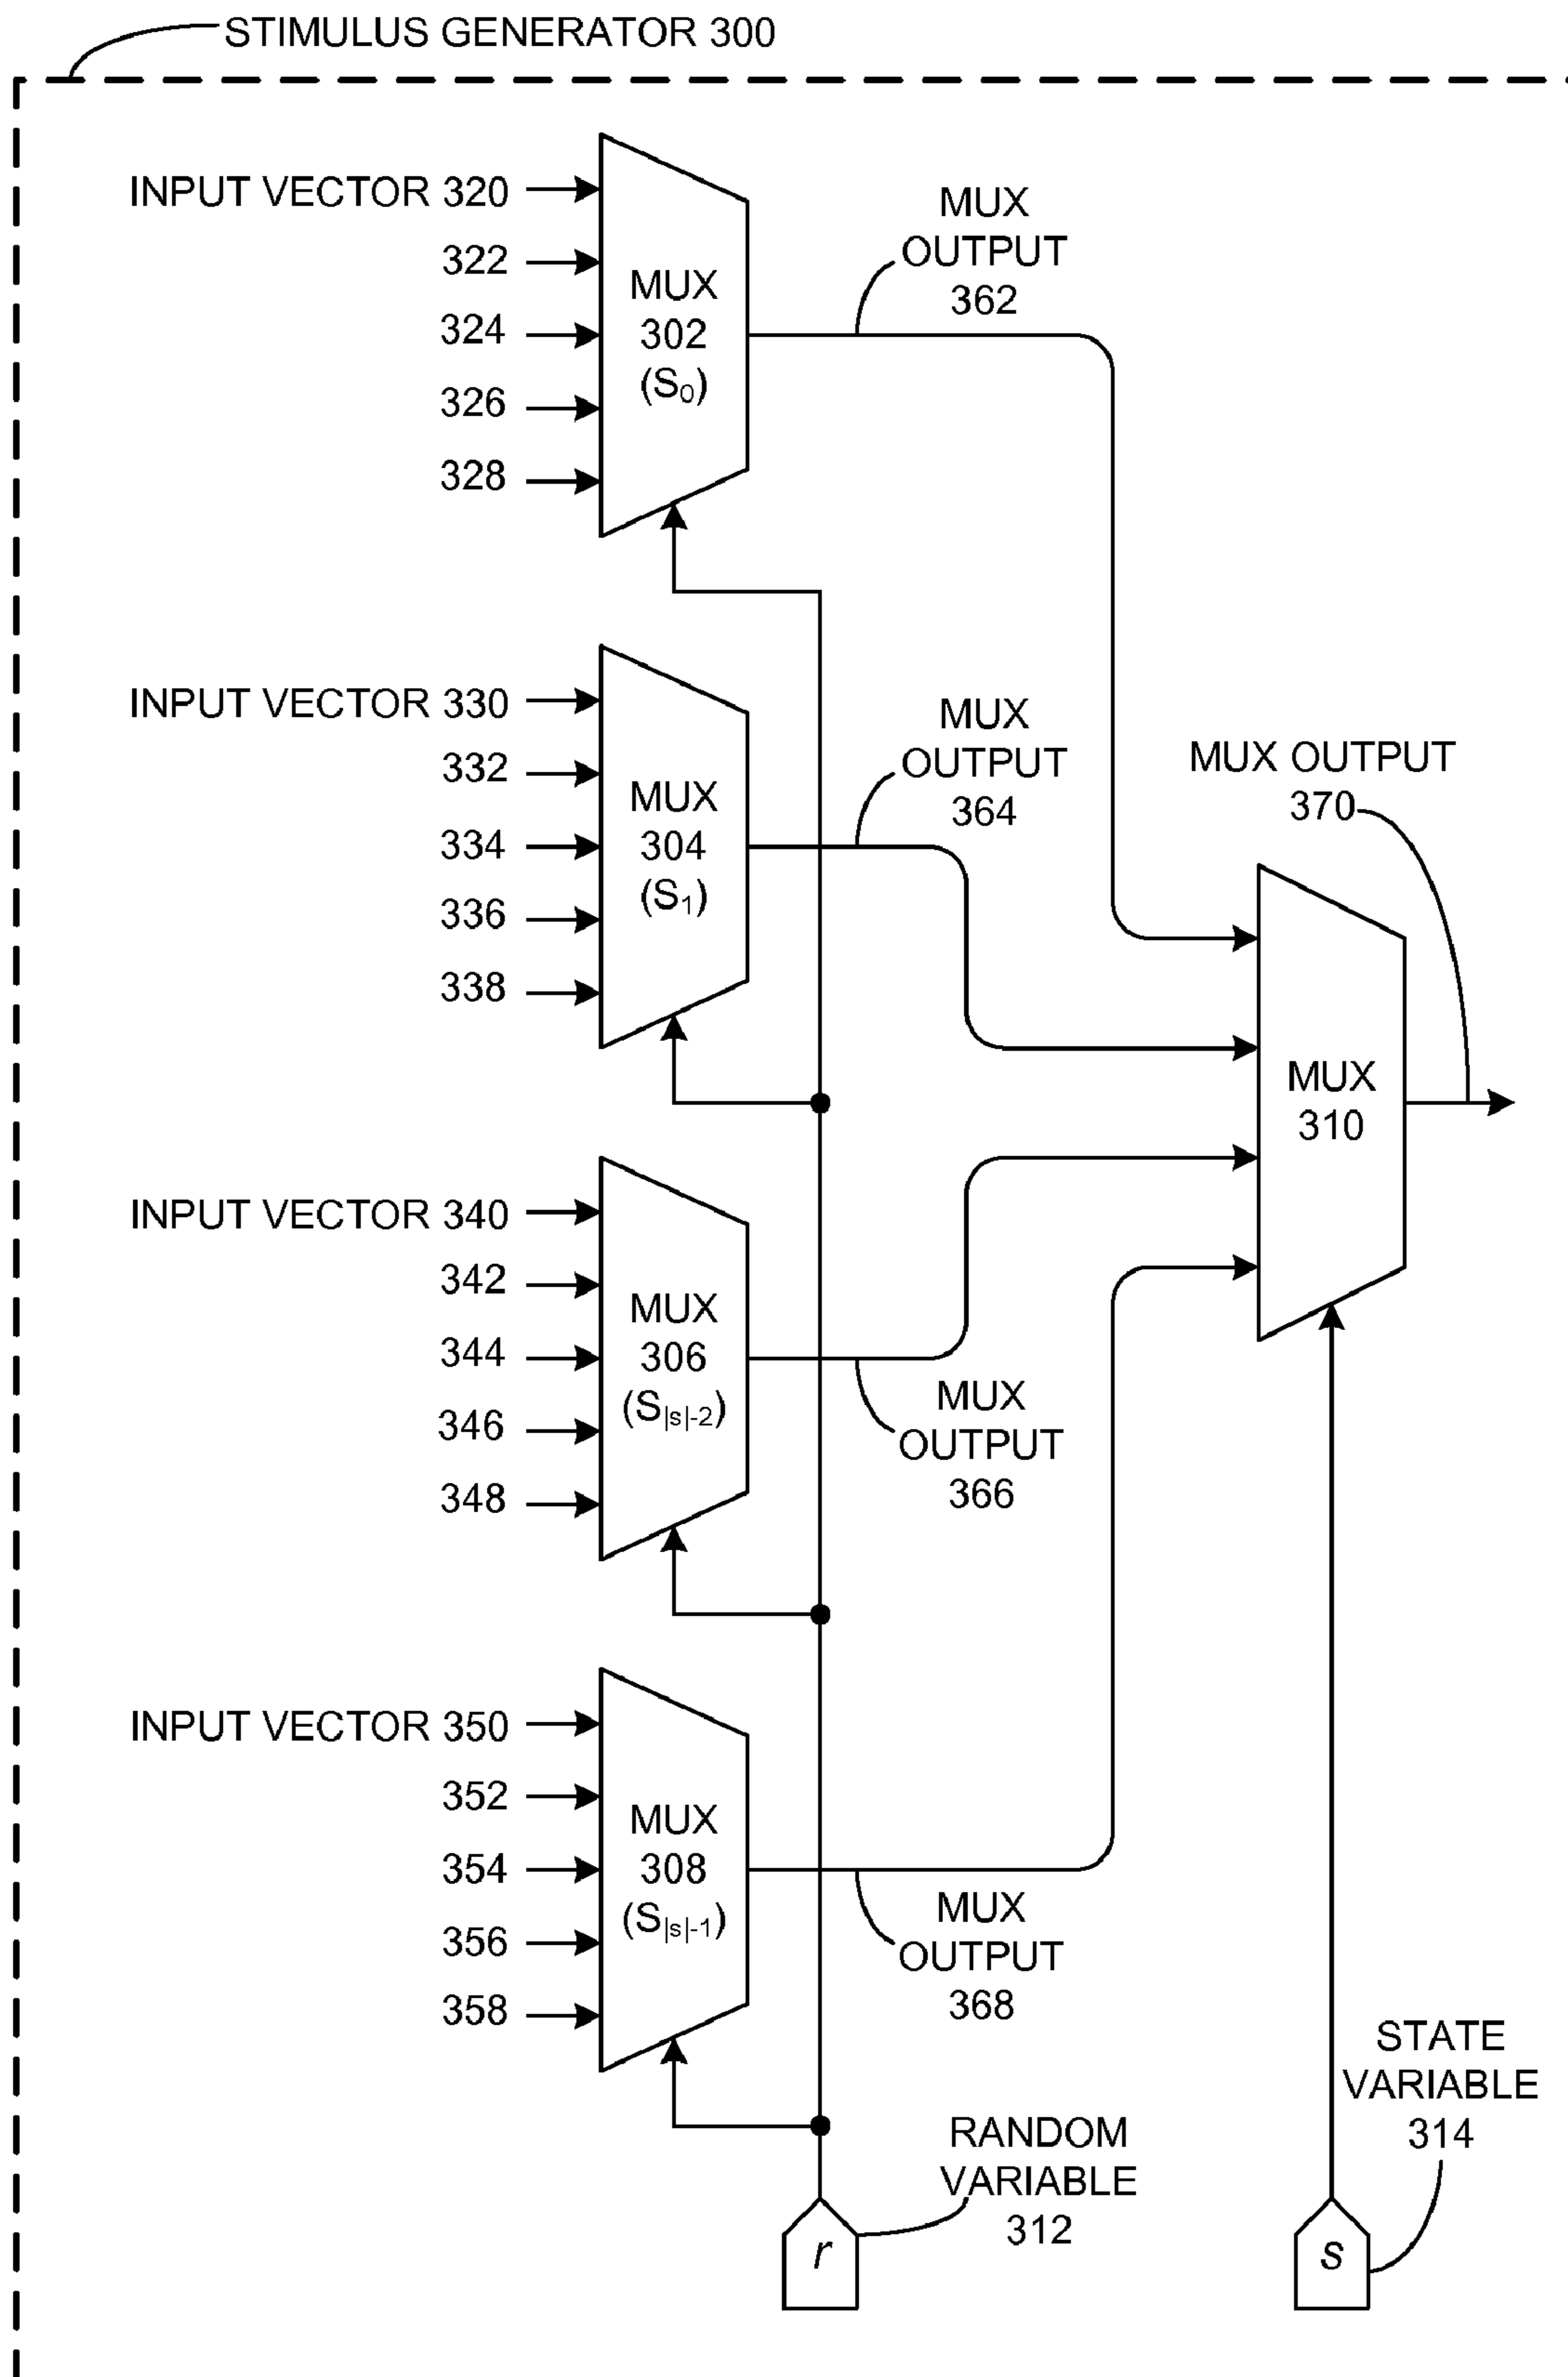 STIMULUS GENERATOR 300
INPUT VECTOR 320
322
324
326
328
MUX
302
(S0)
MUX
OUTPUT
362
INPUT VECTOR 330
332
334
336
338
MUX
304
(S1)
MUX
OUTPUT
364
MUX OUTPUT
370
MUX
310
INPUT VECTOR 340
342
344
346
348
MUX
306
(S|s|-2)
MUX
OUTPUT
366
INPUT VECTOR 350
352
354
356
358
MUX
308
(S|s|-1)
MUX
OUTPUT
368
RANDOM
VARIABLE
312
r
STATE
VARIABLE
314
s